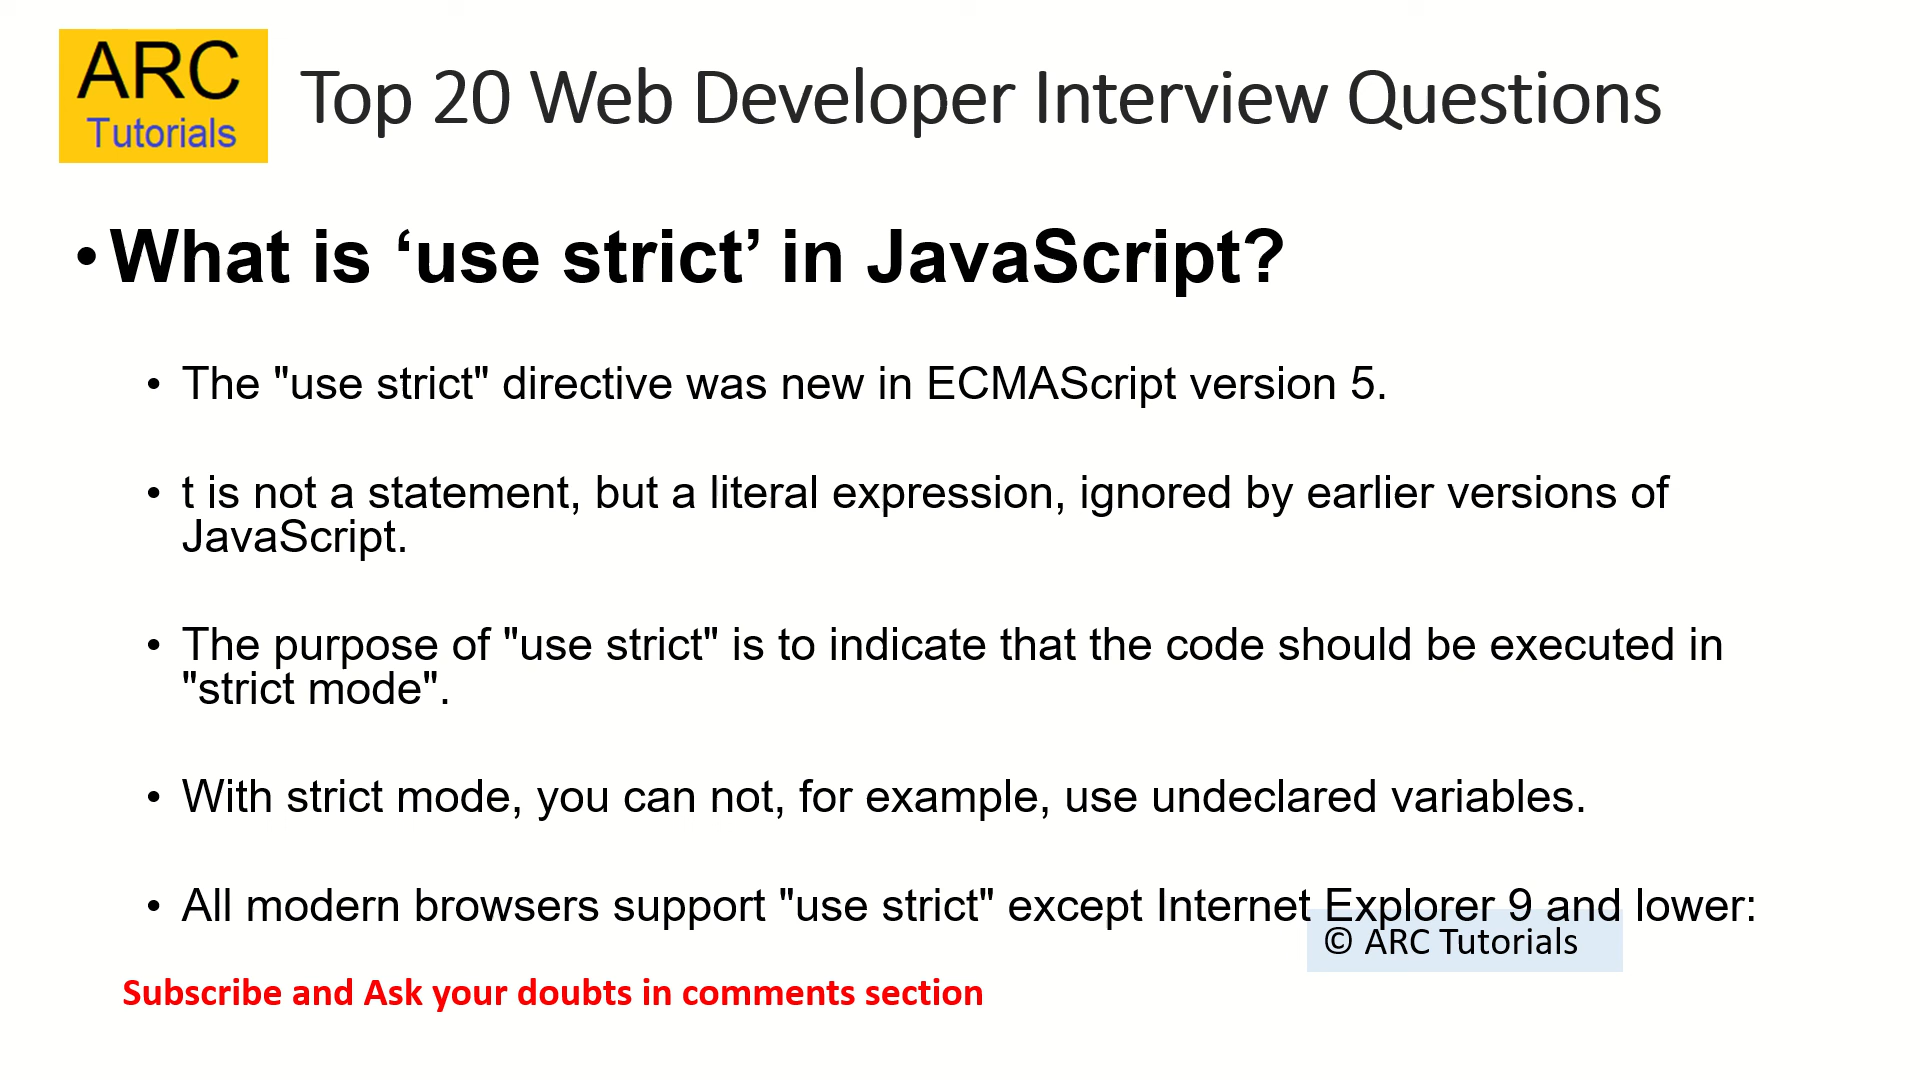 ARC
Tutorials
Top 20 Web Developer Interview Questions
• What is ‘use strict’ in JavaScript?
• The "use strict" directive was new in ECMAScript version 5.
• t is not a statement, but a literal expression, ignored by earlier versions of
JavaScript.
• The purpose of "use strict" is to indicate that the code should be executed in
"strict mode".
• With strict mode, you can not, for example, use undeclared variables.
• All modern browsers support "use strict" except Internet Explorer 9 and lower:
© ARC Tutorials
Subscribe and Ask your doubts in comments section